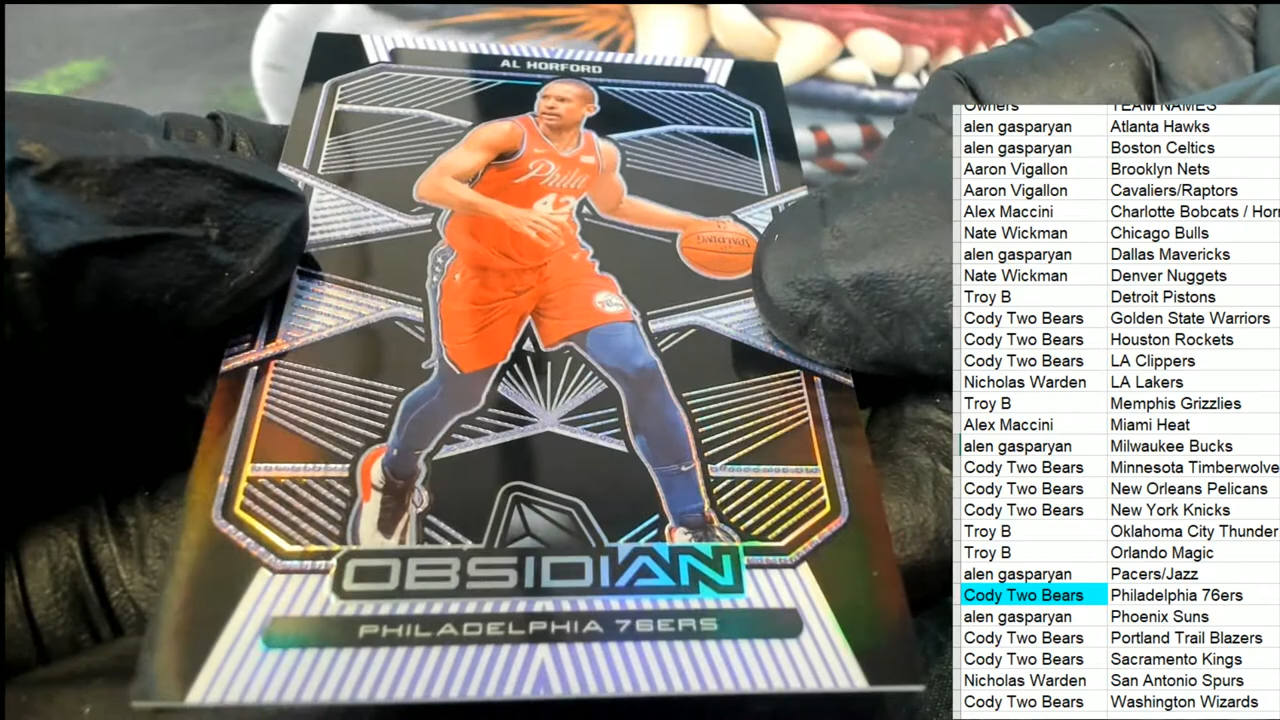 AL HORFORD
Phila
42
SPALDING
OBSIDIAN
PHILADELPHIA 76ERS
Owners TEAM NAMES
alen gasparyan Atlanta Hawks
alen gasparyan Boston Celtics
Aaron Vigallon Brooklyn Nets
Aaron Vigallon Cavaliers/Raptors
Alex Maccini Charlotte Bobcats / Hor
Nate Wickman Chicago Bulls
alen gasparyan Dallas Mavericks
Nate Wickman Denver Nuggets
Troy B Detroit Pistons
Cody Two Bears Golden State Warriors
Cody Two Bears Houston Rockets
Cody Two Bears LA Clippers
Nicholas Warden LA Lakers
Troy B Memphis Grizzlies
Alex Maccini Miami Heat
alen gasparyan Milwaukee Bucks
Cody Two Bears Minnesota Timberwolve
Cody Two Bears New Orleans Pelicans
Cody Two Bears New York Knicks
Troy B Oklahoma City Thunder
Troy B Orlando Magic
alen gasparyan Pacers/Jazz
Cody Two Bears Philadelphia 76ers
alen gasparyan Phoenix Suns
Cody Two Bears Portland Trail Blazers
Cody Two Bears Sacramento Kings
Nicholas Warden San Antonio Spurs
Cody Two Bears Washington Wizards